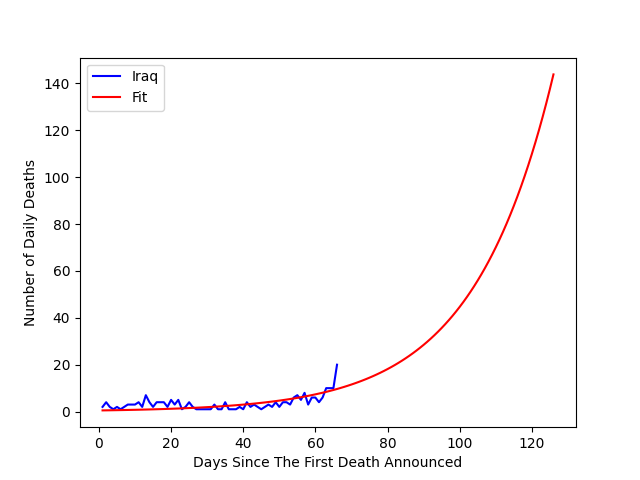 Iraq
Fit
140
120
100
80
60
40
20
0
Number of Daily Deaths
0 20 40 60 80 100 120
Days Since The First Death Announced